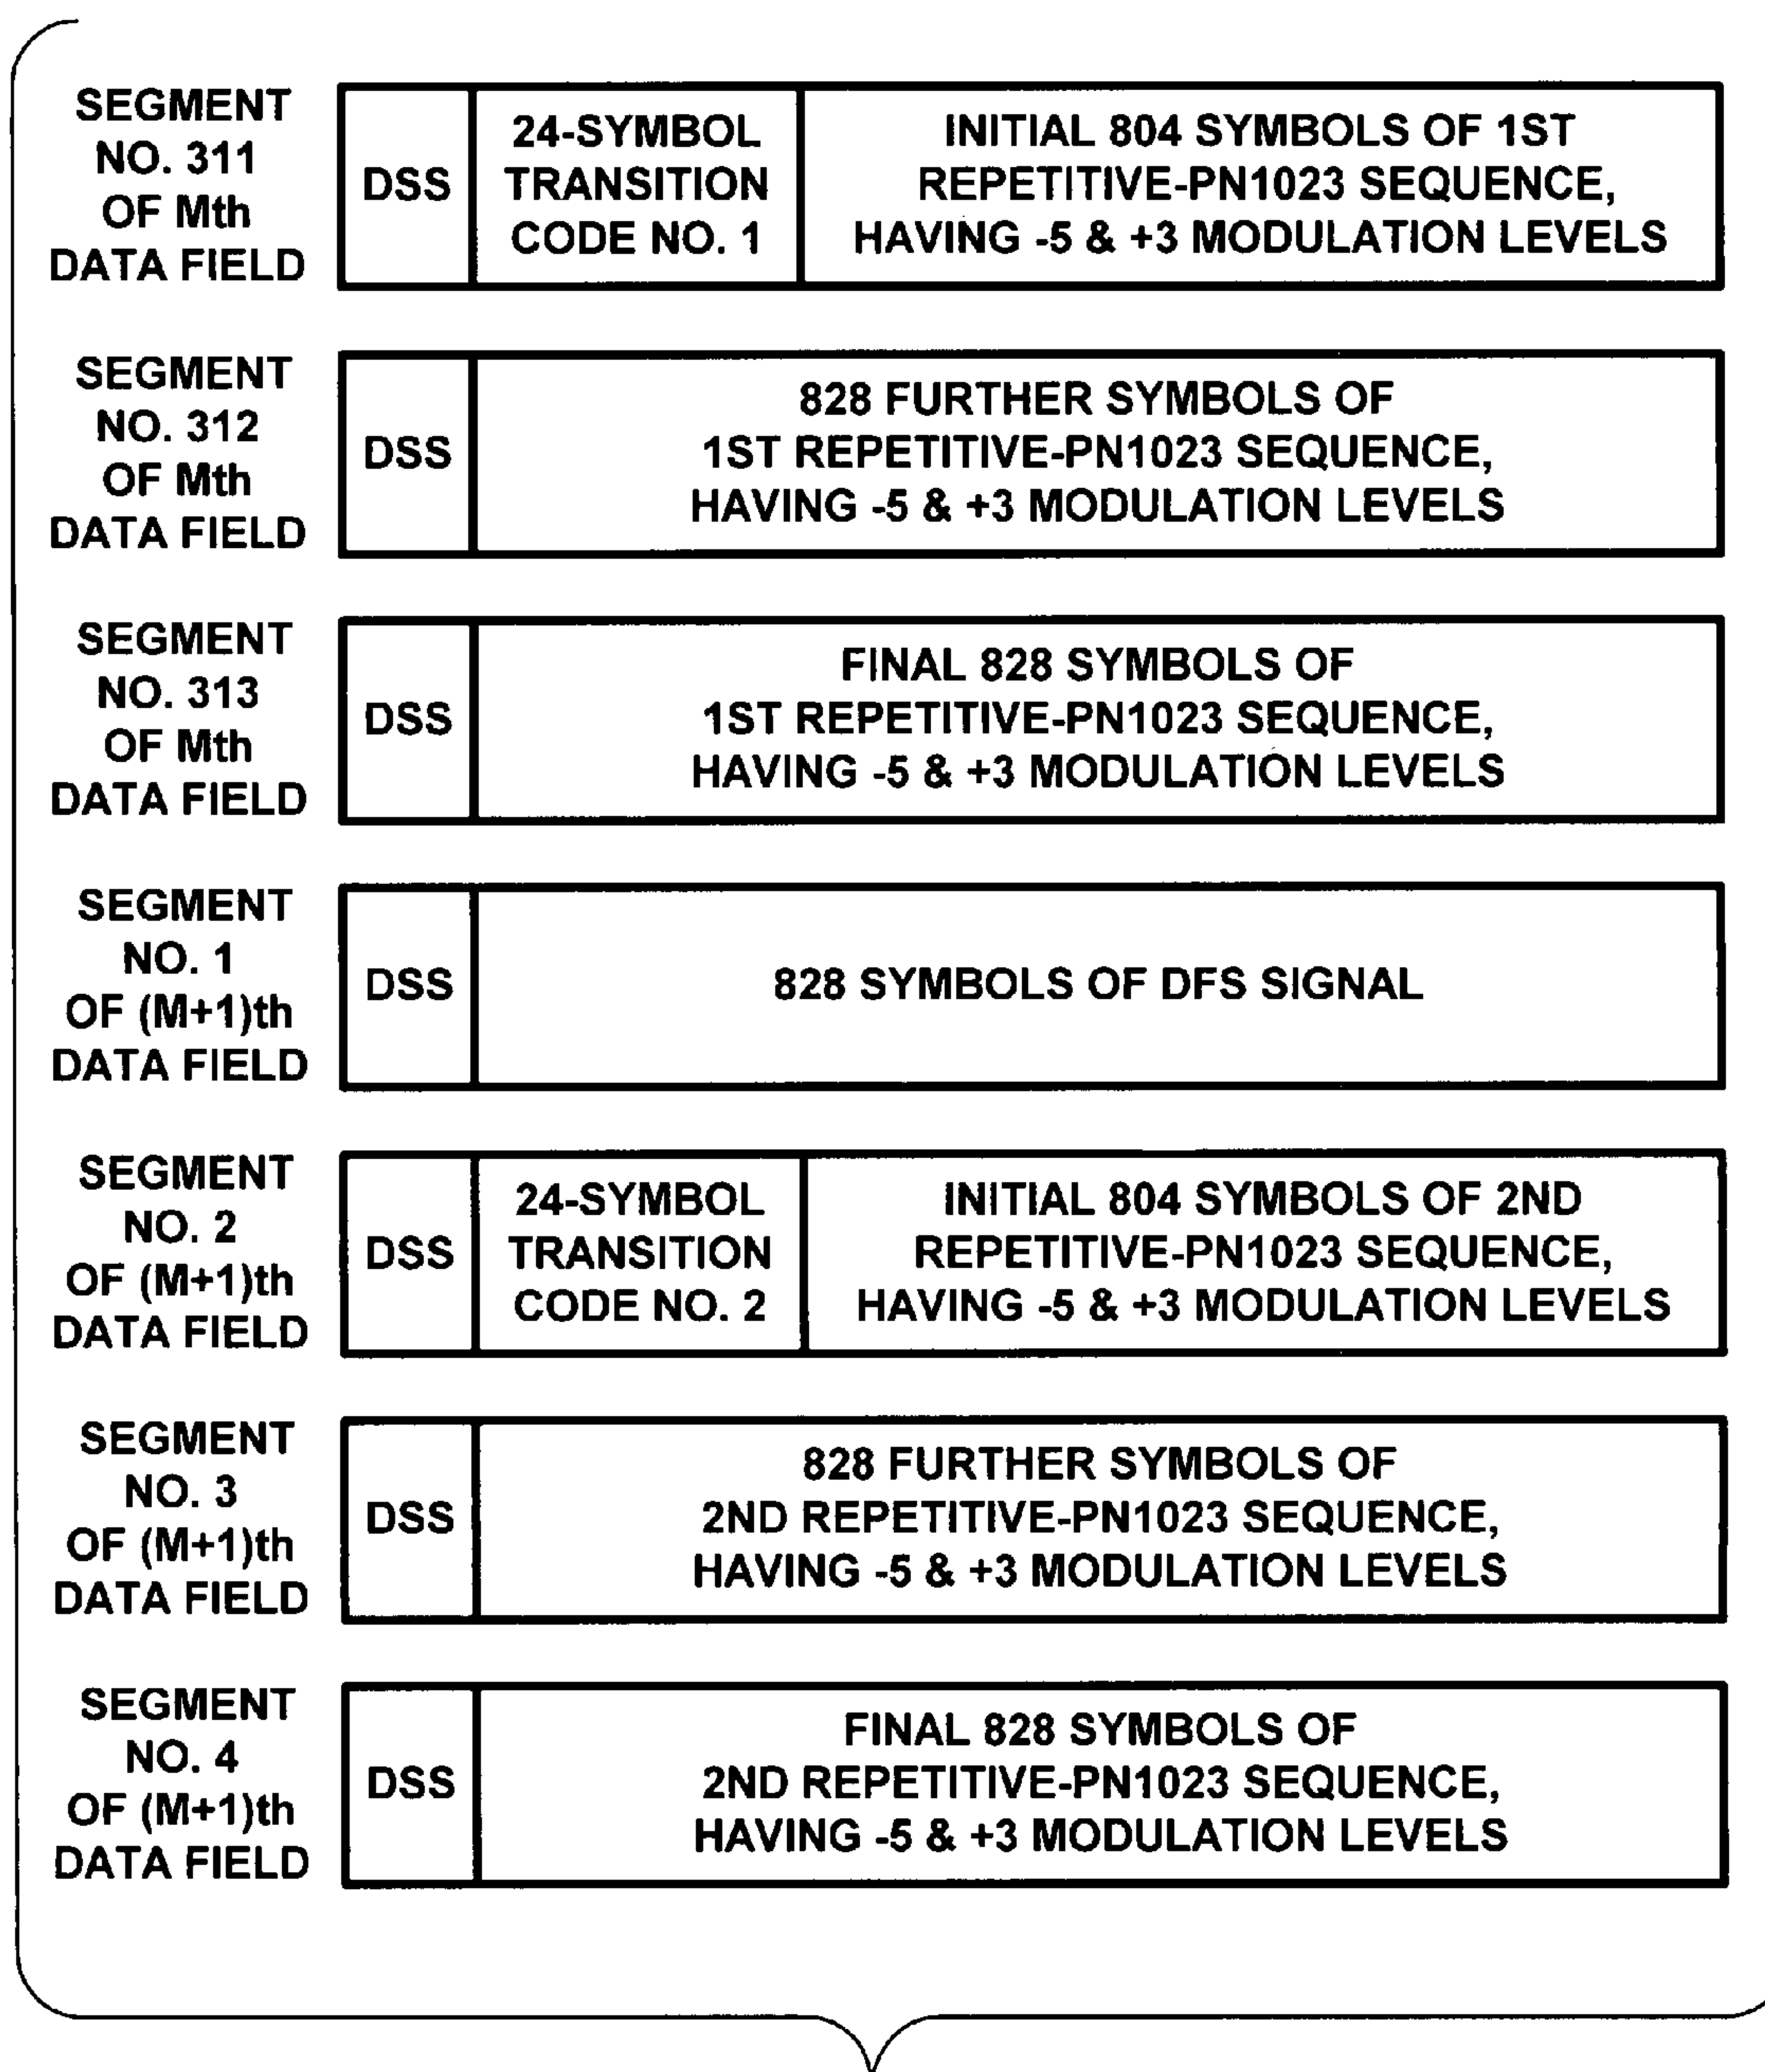 SEGMENT
NO. 311
OF Mth
DATA FIELD
DSS
24-SYMBOL
TRANSITION
CODE NO. 1
INITIAL 804 SYMBOLS OF 1ST
REPETITIVE-PN1023 SEQUENCE,
HAVING -5 & +3 MODULATION LEVELS
SEGMENT
NO. 312
OF Mth
DATA FIELD
DSS
828 FURTHER SYMBOLS OF
1ST REPETITIVE-PN1023 SEQUENCE,
HAVING -5 & +3 MODULATION LEVELS
SEGMENT
NO. 313
OF Mth
DATA FIELD
DSS
FINAL 828 SYMBOLS OF
1ST REPETITIVE-PN1023 SEQUENCE,
HAVING -5 & +3 MODULATION LEVELS
SEGMENT
NO. 1
OF (M+1)th
DATA FIELD
DSS
828 SYMBOLS OF DFS SIGNAL
SEGMENT
NO. 2
OF (M+1)th
DATA FIELD
DSS
24-SYMBOL
TRANSITION
CODE NO. 2
INITIAL 804 SYMBOLS OF 2ND
REPETITIVE-PN1023 SEQUENCE,
HAVING -5 & +3 MODULATION LEVELS
SEGMENT
NO. 3
OF (M+1)th
DATA FIELD
DSS
828 FURTHER SYMBOLS OF
2ND REPETITIVE-PN1023 SEQUENCE,
HAVING -5 & +3 MODULATION LEVELS
SEGMENT
NO. 4
OF (M+1)th
DATA FIELD
DSS
FINAL 828 SYMBOLS OF
2ND REPETITIVE-PN1023 SEQUENCE,
HAVING -5 & +3 MODULATION LEVELS